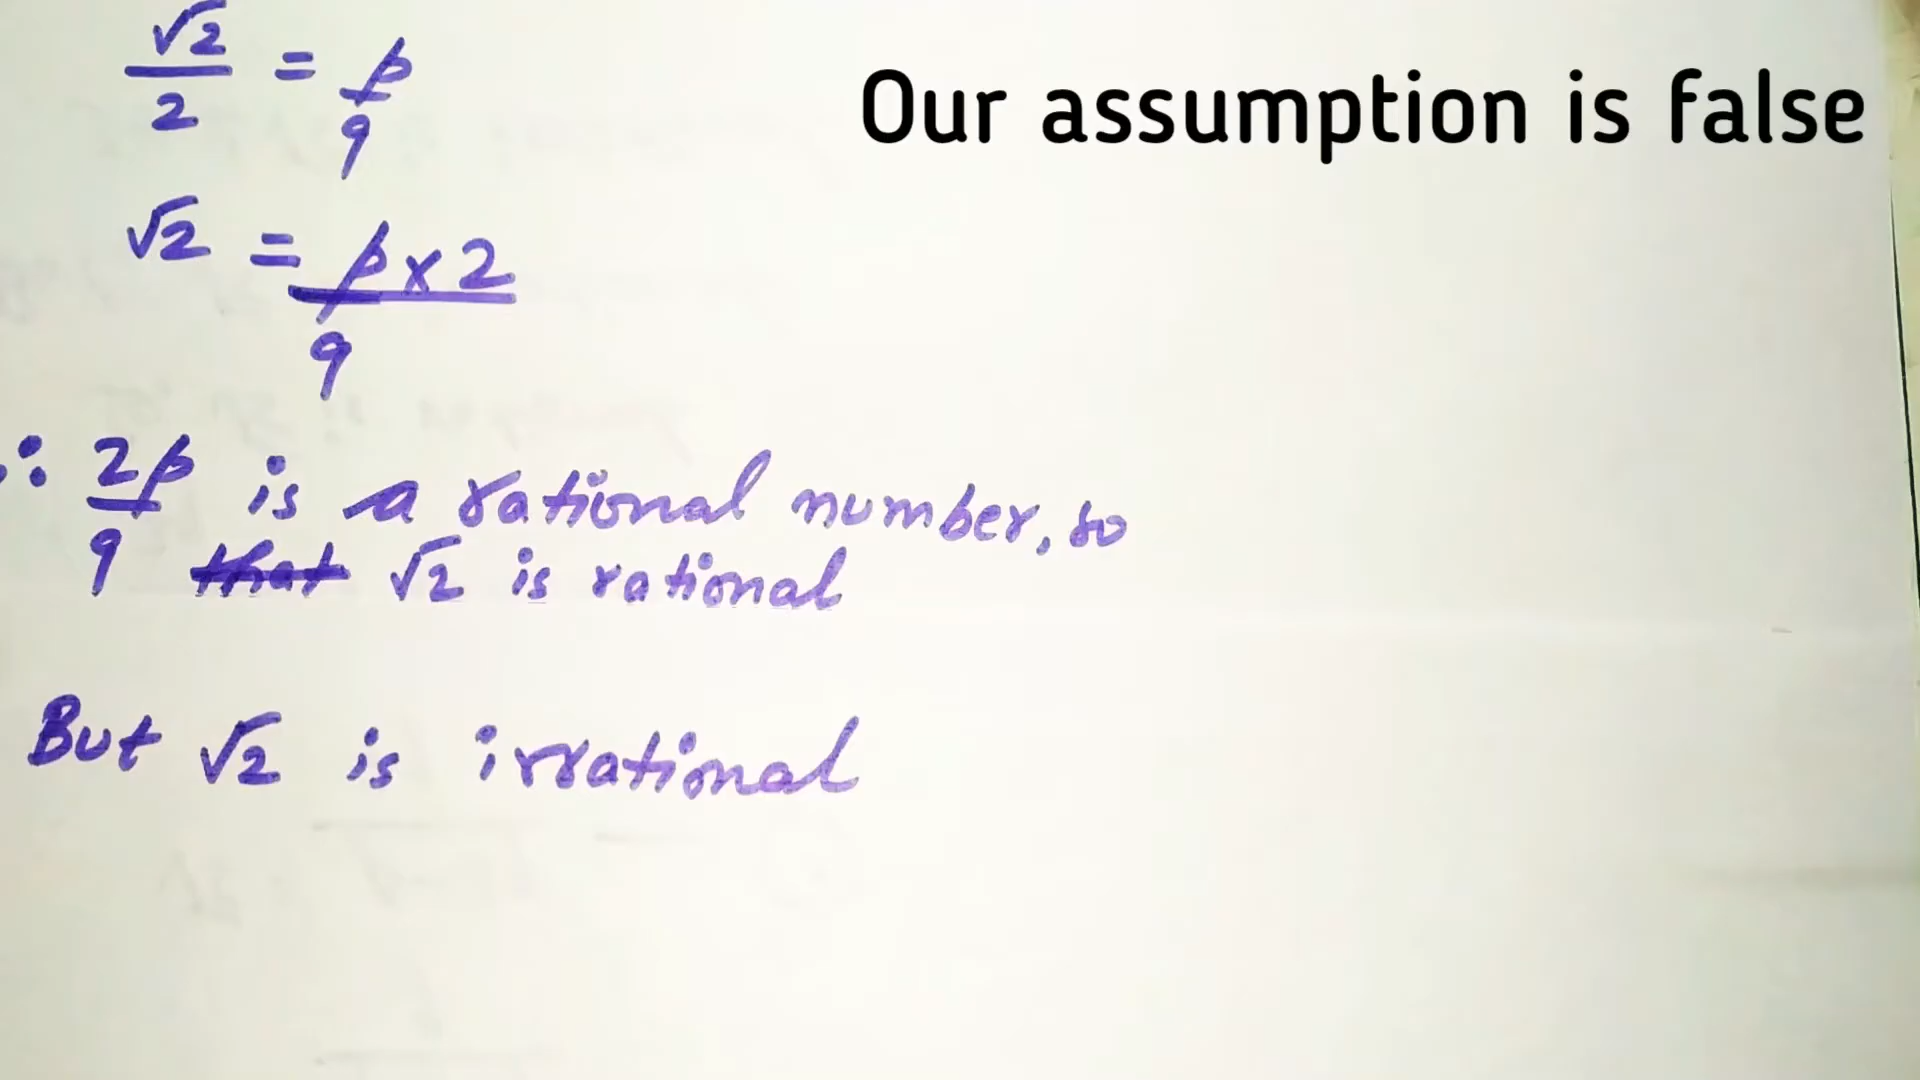 √2/2 = p/q
Our assumption is false
√2 = p×2/q
∴ 2p/q is a rational number, so
that √2 is rational
But √2 is irrational